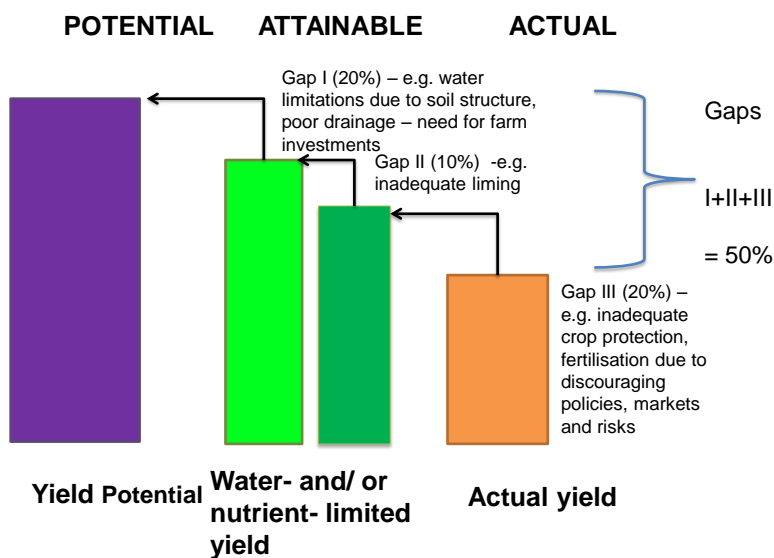 POTENTIAL ATTAINABLE ACTUAL
Gap I (20%) – e.g. water
limitations due to soil structure,
poor drainage – need for farm
investments
Gap II (10%) -e.g.
inadequate liming
Gaps
I+II+III
= 50%
Gap III (20%) –
e.g. inadequate
crop protection,
fertilisation due to
discouraging
policies, markets
and risks
Yield Potential
Water- and/ or
nutrient- limited
yield
Actual yield